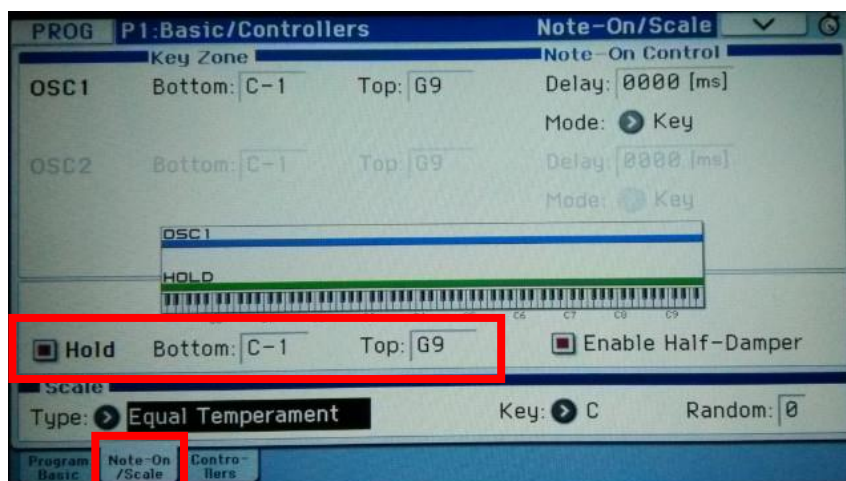 PROG P1:Basic/Controllers Note-On/Scale
Key Zone Note-On Control
OSC1 Bottom: C-1 Top: G9 Delay: 0000 [ms]
Mode: Key
OSC2 Bottom: C-1 Top: G9 Delay: 0000 [ms]
Mode: Key
OSC1
HOLD
C6 C7 C8 C9
Hold Bottom: C-1 Top: G9 Enable Half-Damper
Scale
Type: Equal Temperament Key: C Random: 0
Program Note-On Contro-
Basic /Scale llers